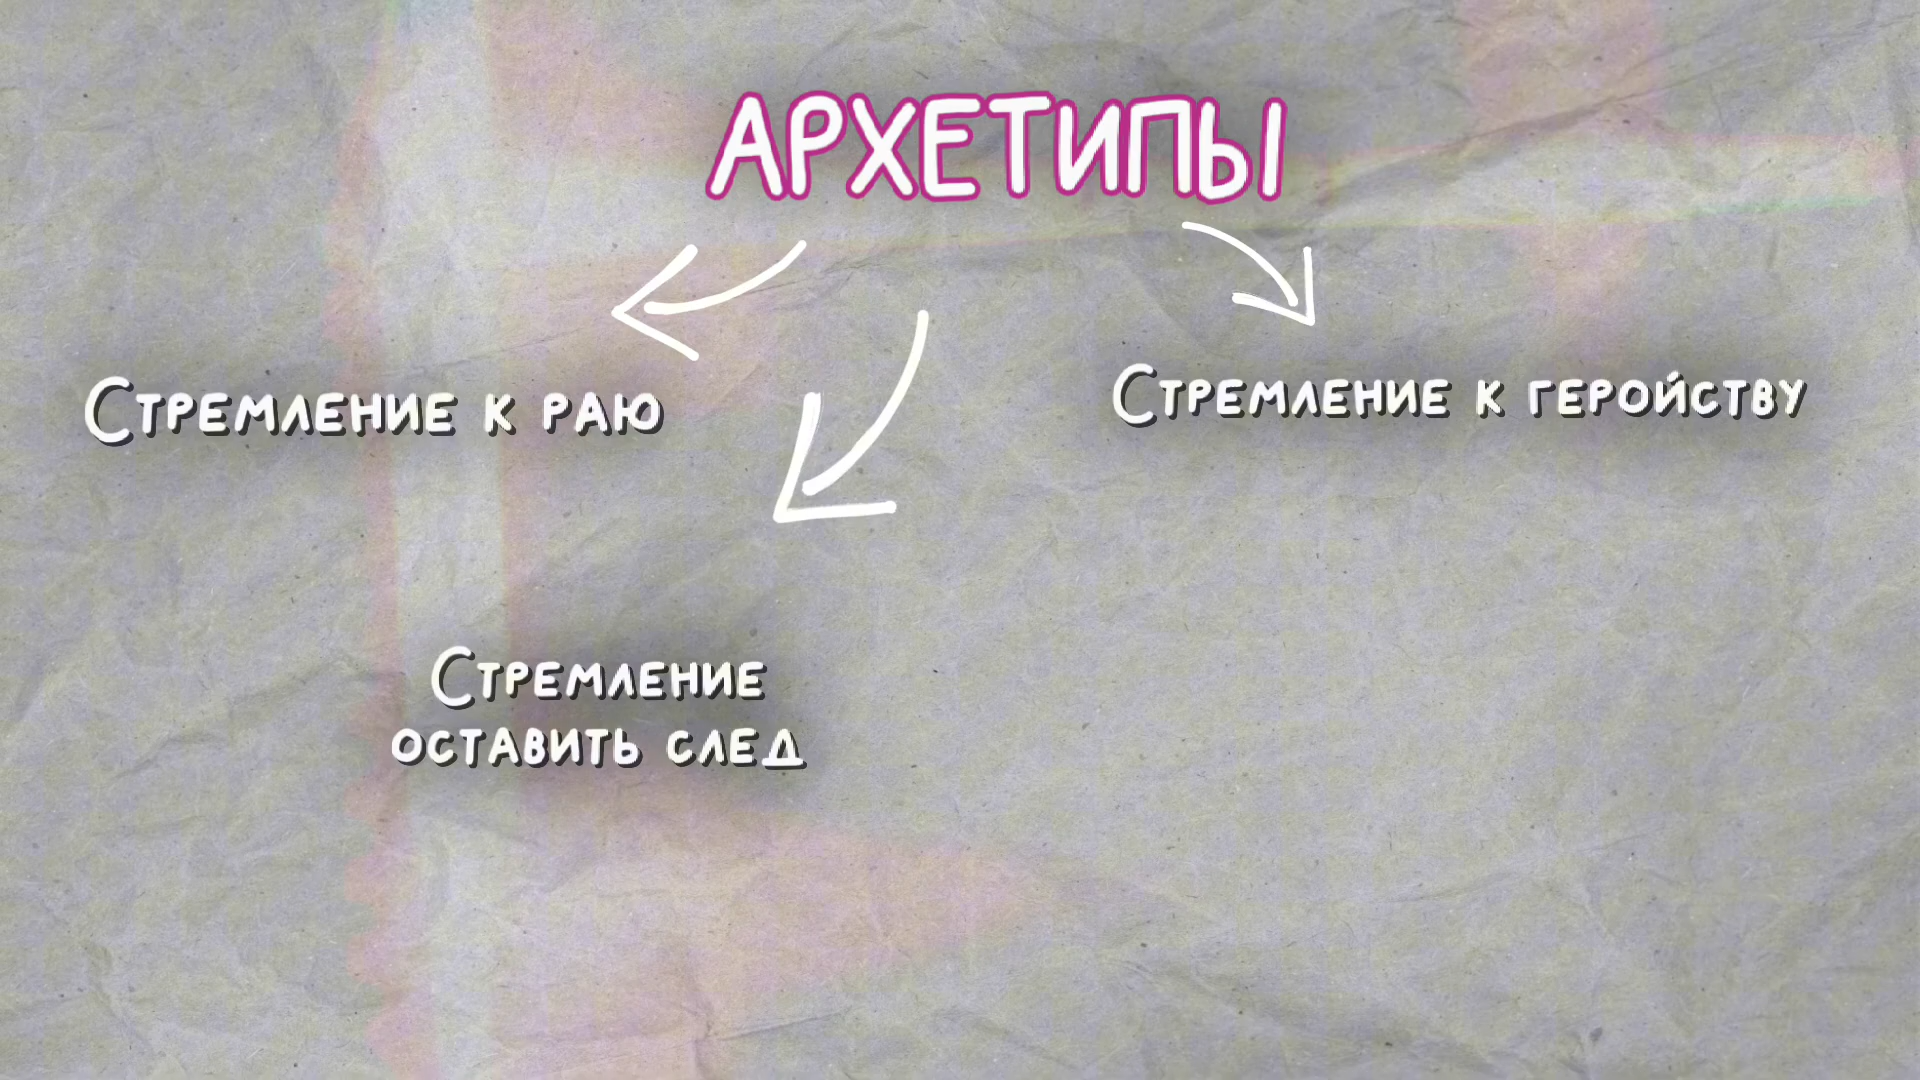 АРХЕТИПЫ
Стремление к раю
Стремление к геройству
Стремление
оставить след